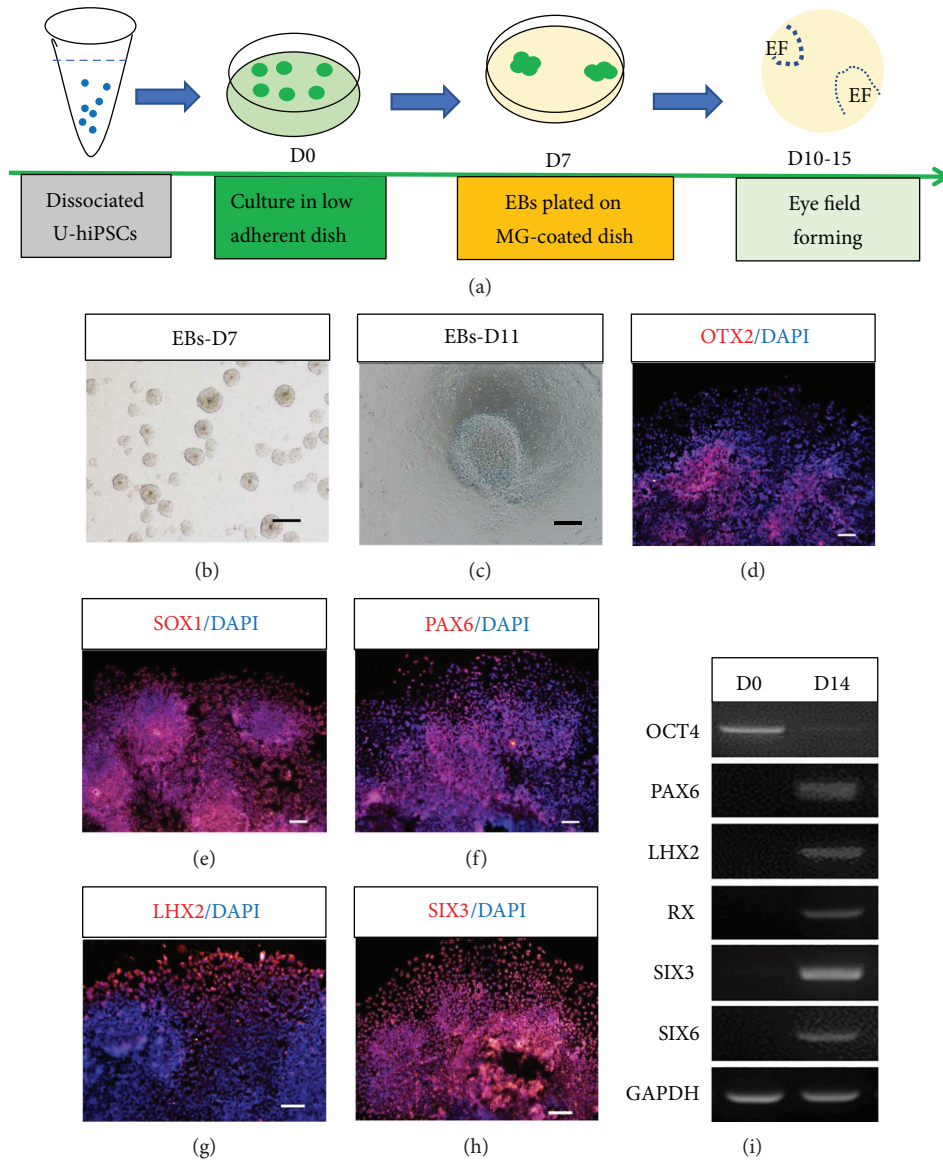 EF
EF
D0
D7
D10-15
Dissociated
U-hiPSCs
Culture in low
adherent dish
EBs plated on
MG-coated dish
Eye field
forming
(a)
EBs-D7
(b)
EBs-D11
(c)
OTX2/DAPI
(d)
SOX1/DAPI
(e)
PAX6/DAPI
(f)
LHX2/DAPI
(g)
SIX3/DAPI
(h)
D0 D14
OCT4
PAX6
LHX2
RX
SIX3
SIX6
GAPDH
(i)